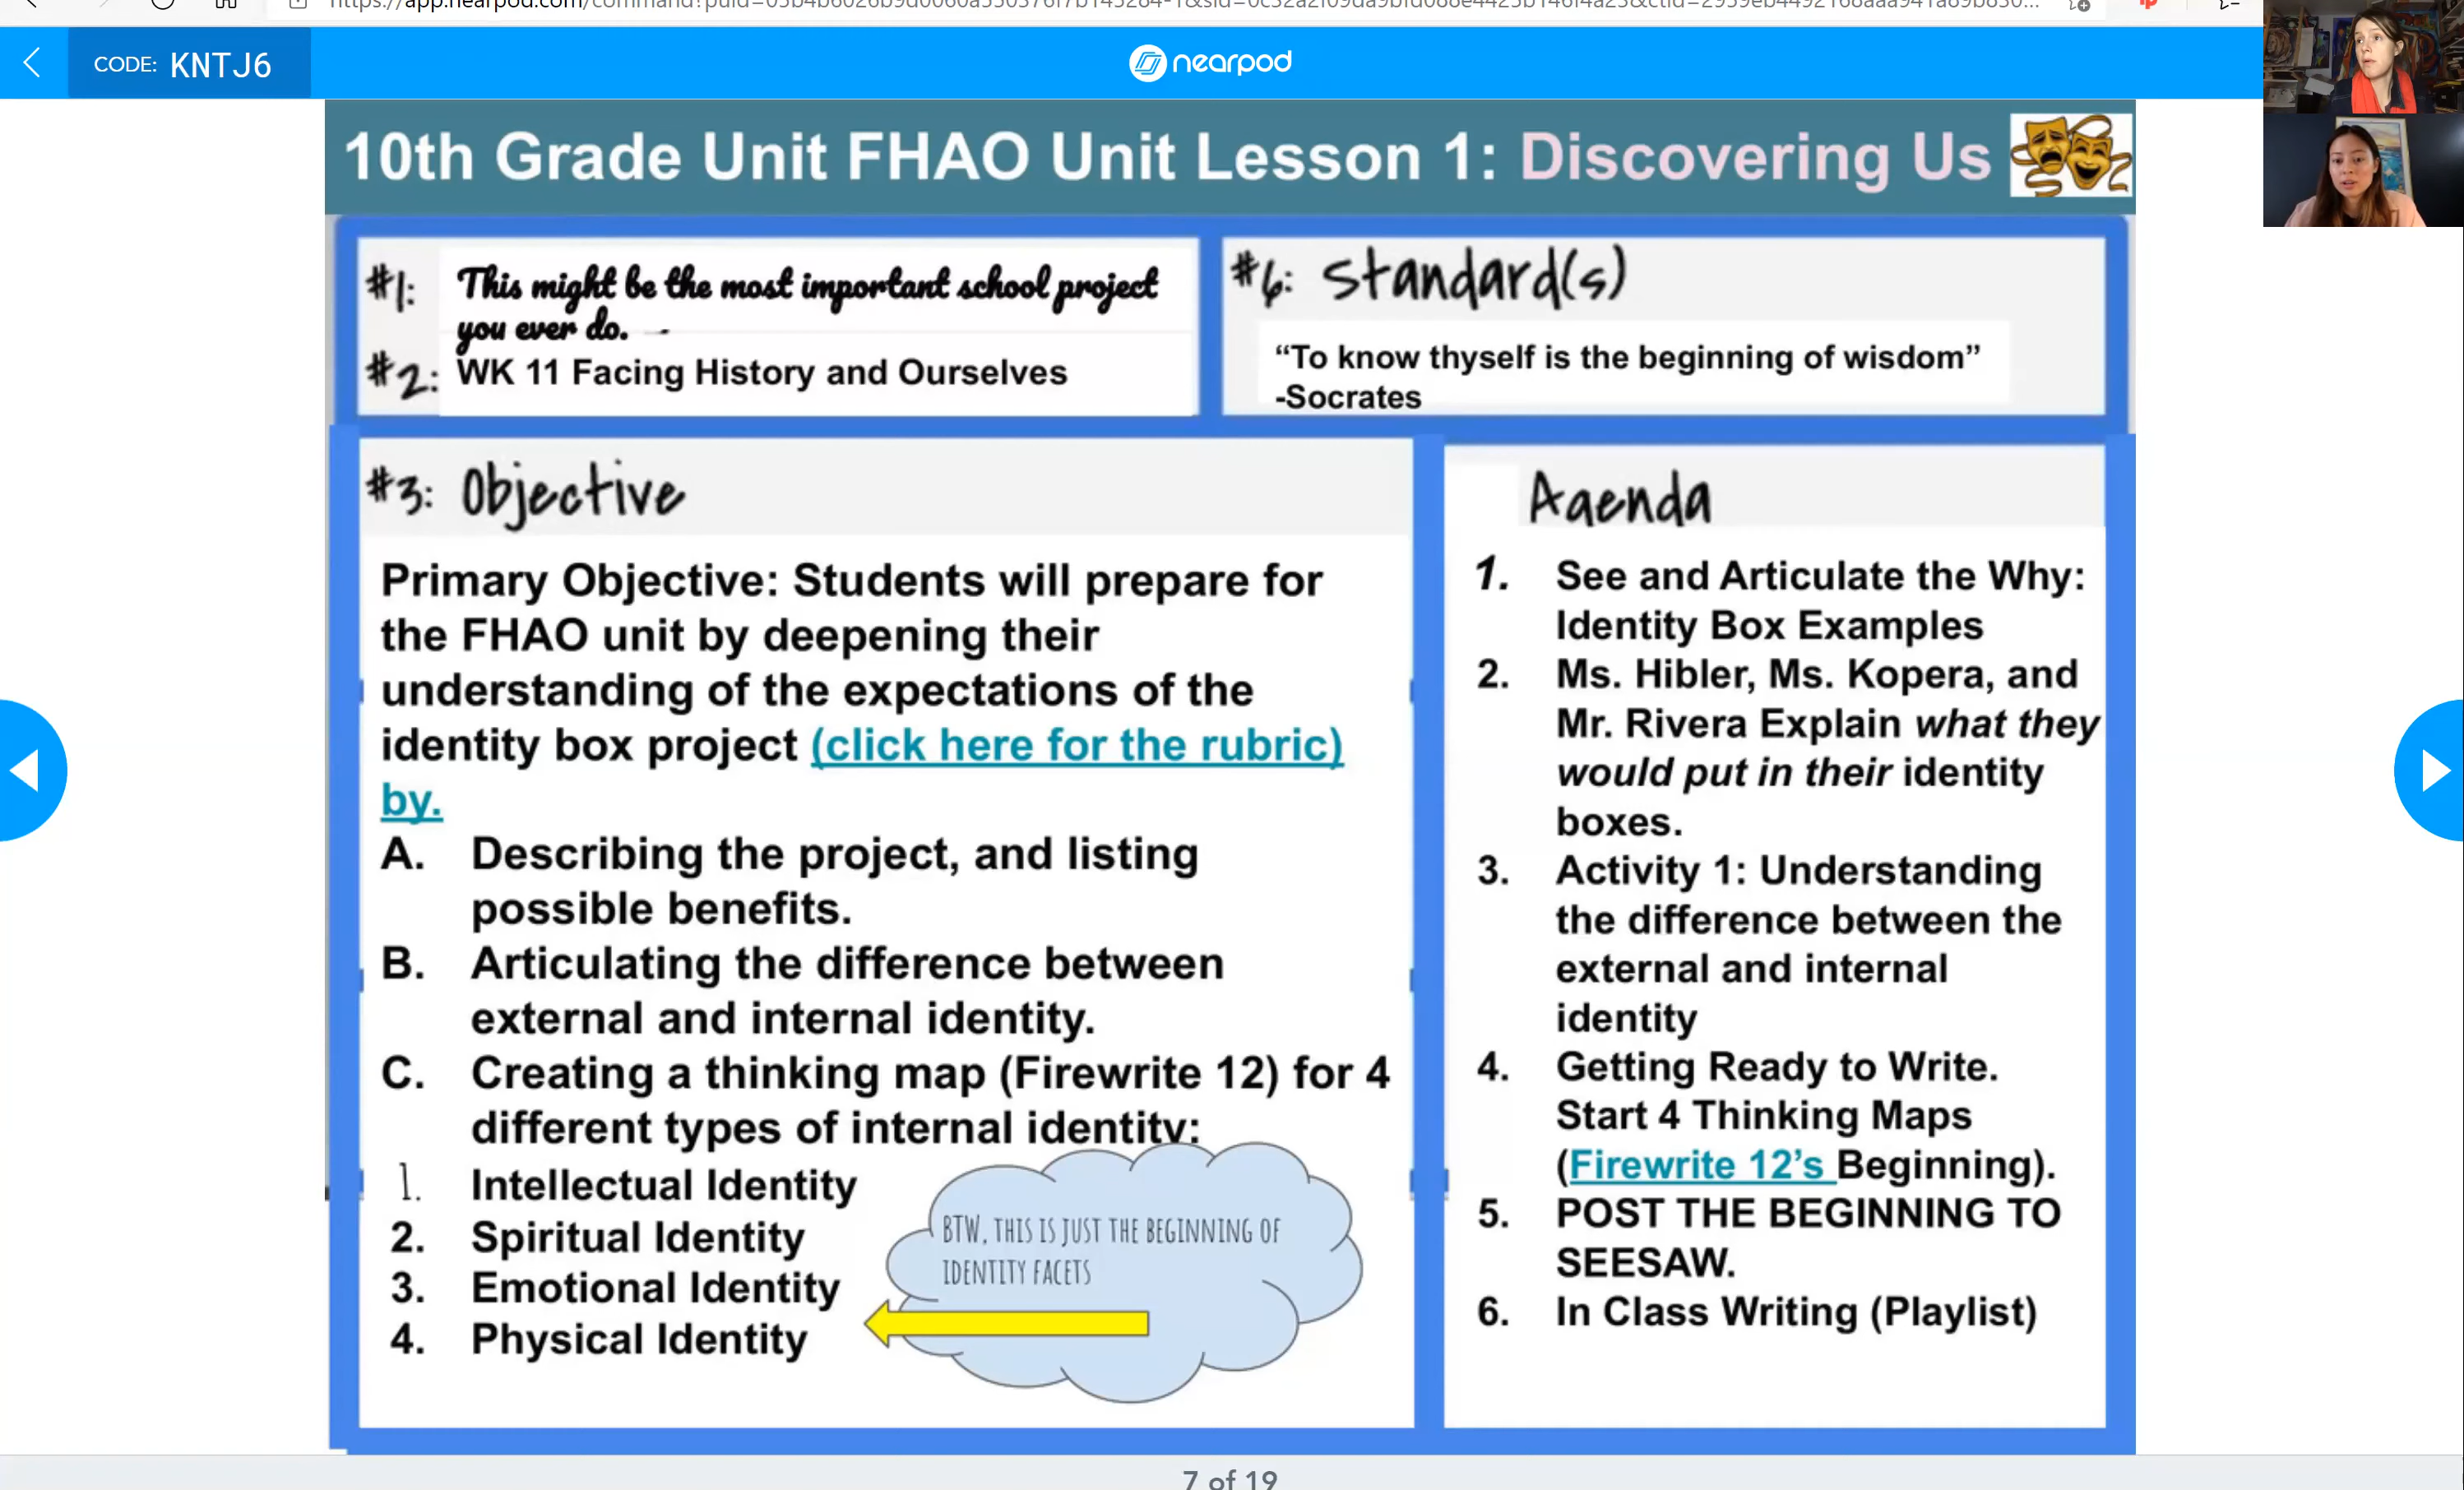 CODE: KNTJ6
nearpod
10th Grade Unit FHAO Unit Lesson 1: Discovering Us
#1: This might be the most important school project
you ever do.
#2: WK 11 Facing History and Ourselves
#6: Standard(s)
“To know thyself is the beginning of wisdom”
-Socrates
#3: Objective
Primary Objective: Students will prepare for
the FHAO unit by deepening their
understanding of the expectations of the
identity box project (click here for the rubric)
by.
A. Describing the project, and listing
possible benefits.
B. Articulating the difference between
external and internal identity.
C. Creating a thinking map (Firewrite 12) for 4
different types of internal identity:
1. Intellectual Identity
2. Spiritual Identity
3. Emotional Identity
4. Physical Identity
BTW, THIS IS JUST THE BEGINNING OF
IDENTITY FACETS
Agenda
1. See and Articulate the Why:
Identity Box Examples
2. Ms. Hibler, Ms. Kopera, and
Mr. Rivera Explain what they
would put in their identity
boxes.
3. Activity 1: Understanding
the difference between the
external and internal
identity
4. Getting Ready to Write.
Start 4 Thinking Maps
(Firewrite 12’s Beginning).
5. POST THE BEGINNING TO
SEESAW.
6. In Class Writing (Playlist)
7 of 19